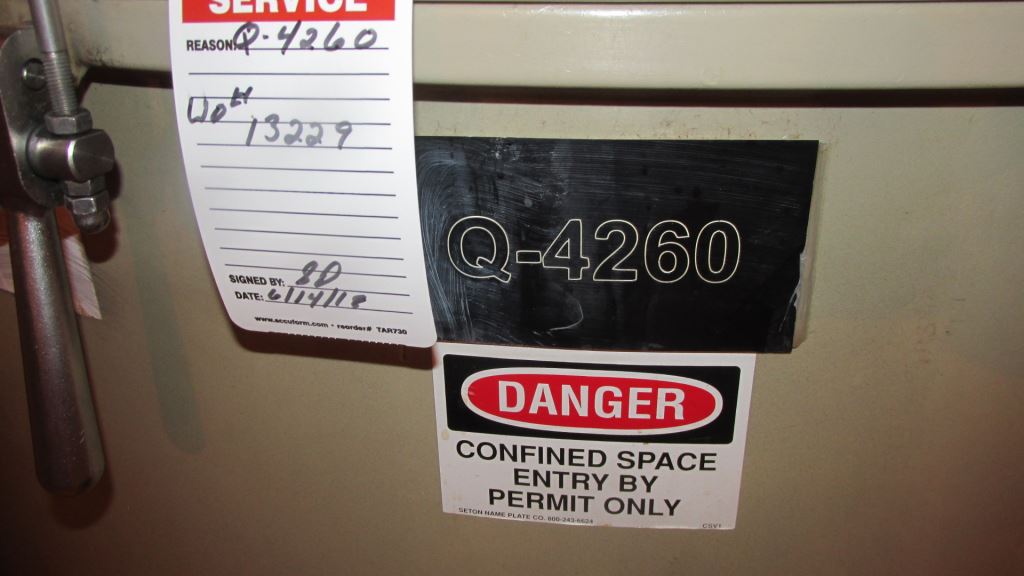 SERVICE
REASON: Q-4260
WO#
13229
SIGNED BY: SD
DATE: 6/14/18
www.accuform.com • reorder# TAR730
Q-4260
DANGER
CONFINED SPACE
ENTRY BY
PERMIT ONLY
SETON NAME PLATE CO. 800-243-6624
CSV1